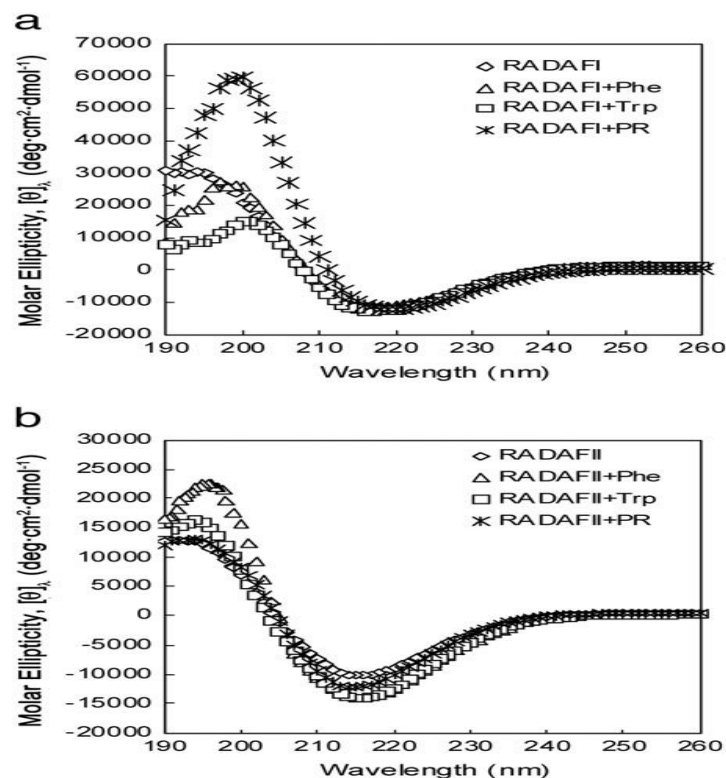 a
Molar Ellipticity, [θ]λ (deg·cm²·dmol⁻¹)
70000
60000
50000
40000
30000
20000
10000
0
-10000
-20000
RADAFI
RADAFI+Phe
RADAFI+Trp
RADAFI+PR
190 200 210 220 230 240 250 260
Wavelength (nm)
b
Molar Ellipticity, [θ]λ (deg·cm²·dmol⁻¹)
30000
25000
20000
15000
10000
5000
0
-5000
-10000
-15000
-20000
RADAFII
RADAFII+Phe
RADAFII+Trp
RADAFII+PR
190 200 210 220 230 240 250 260
Wavelength (nm)